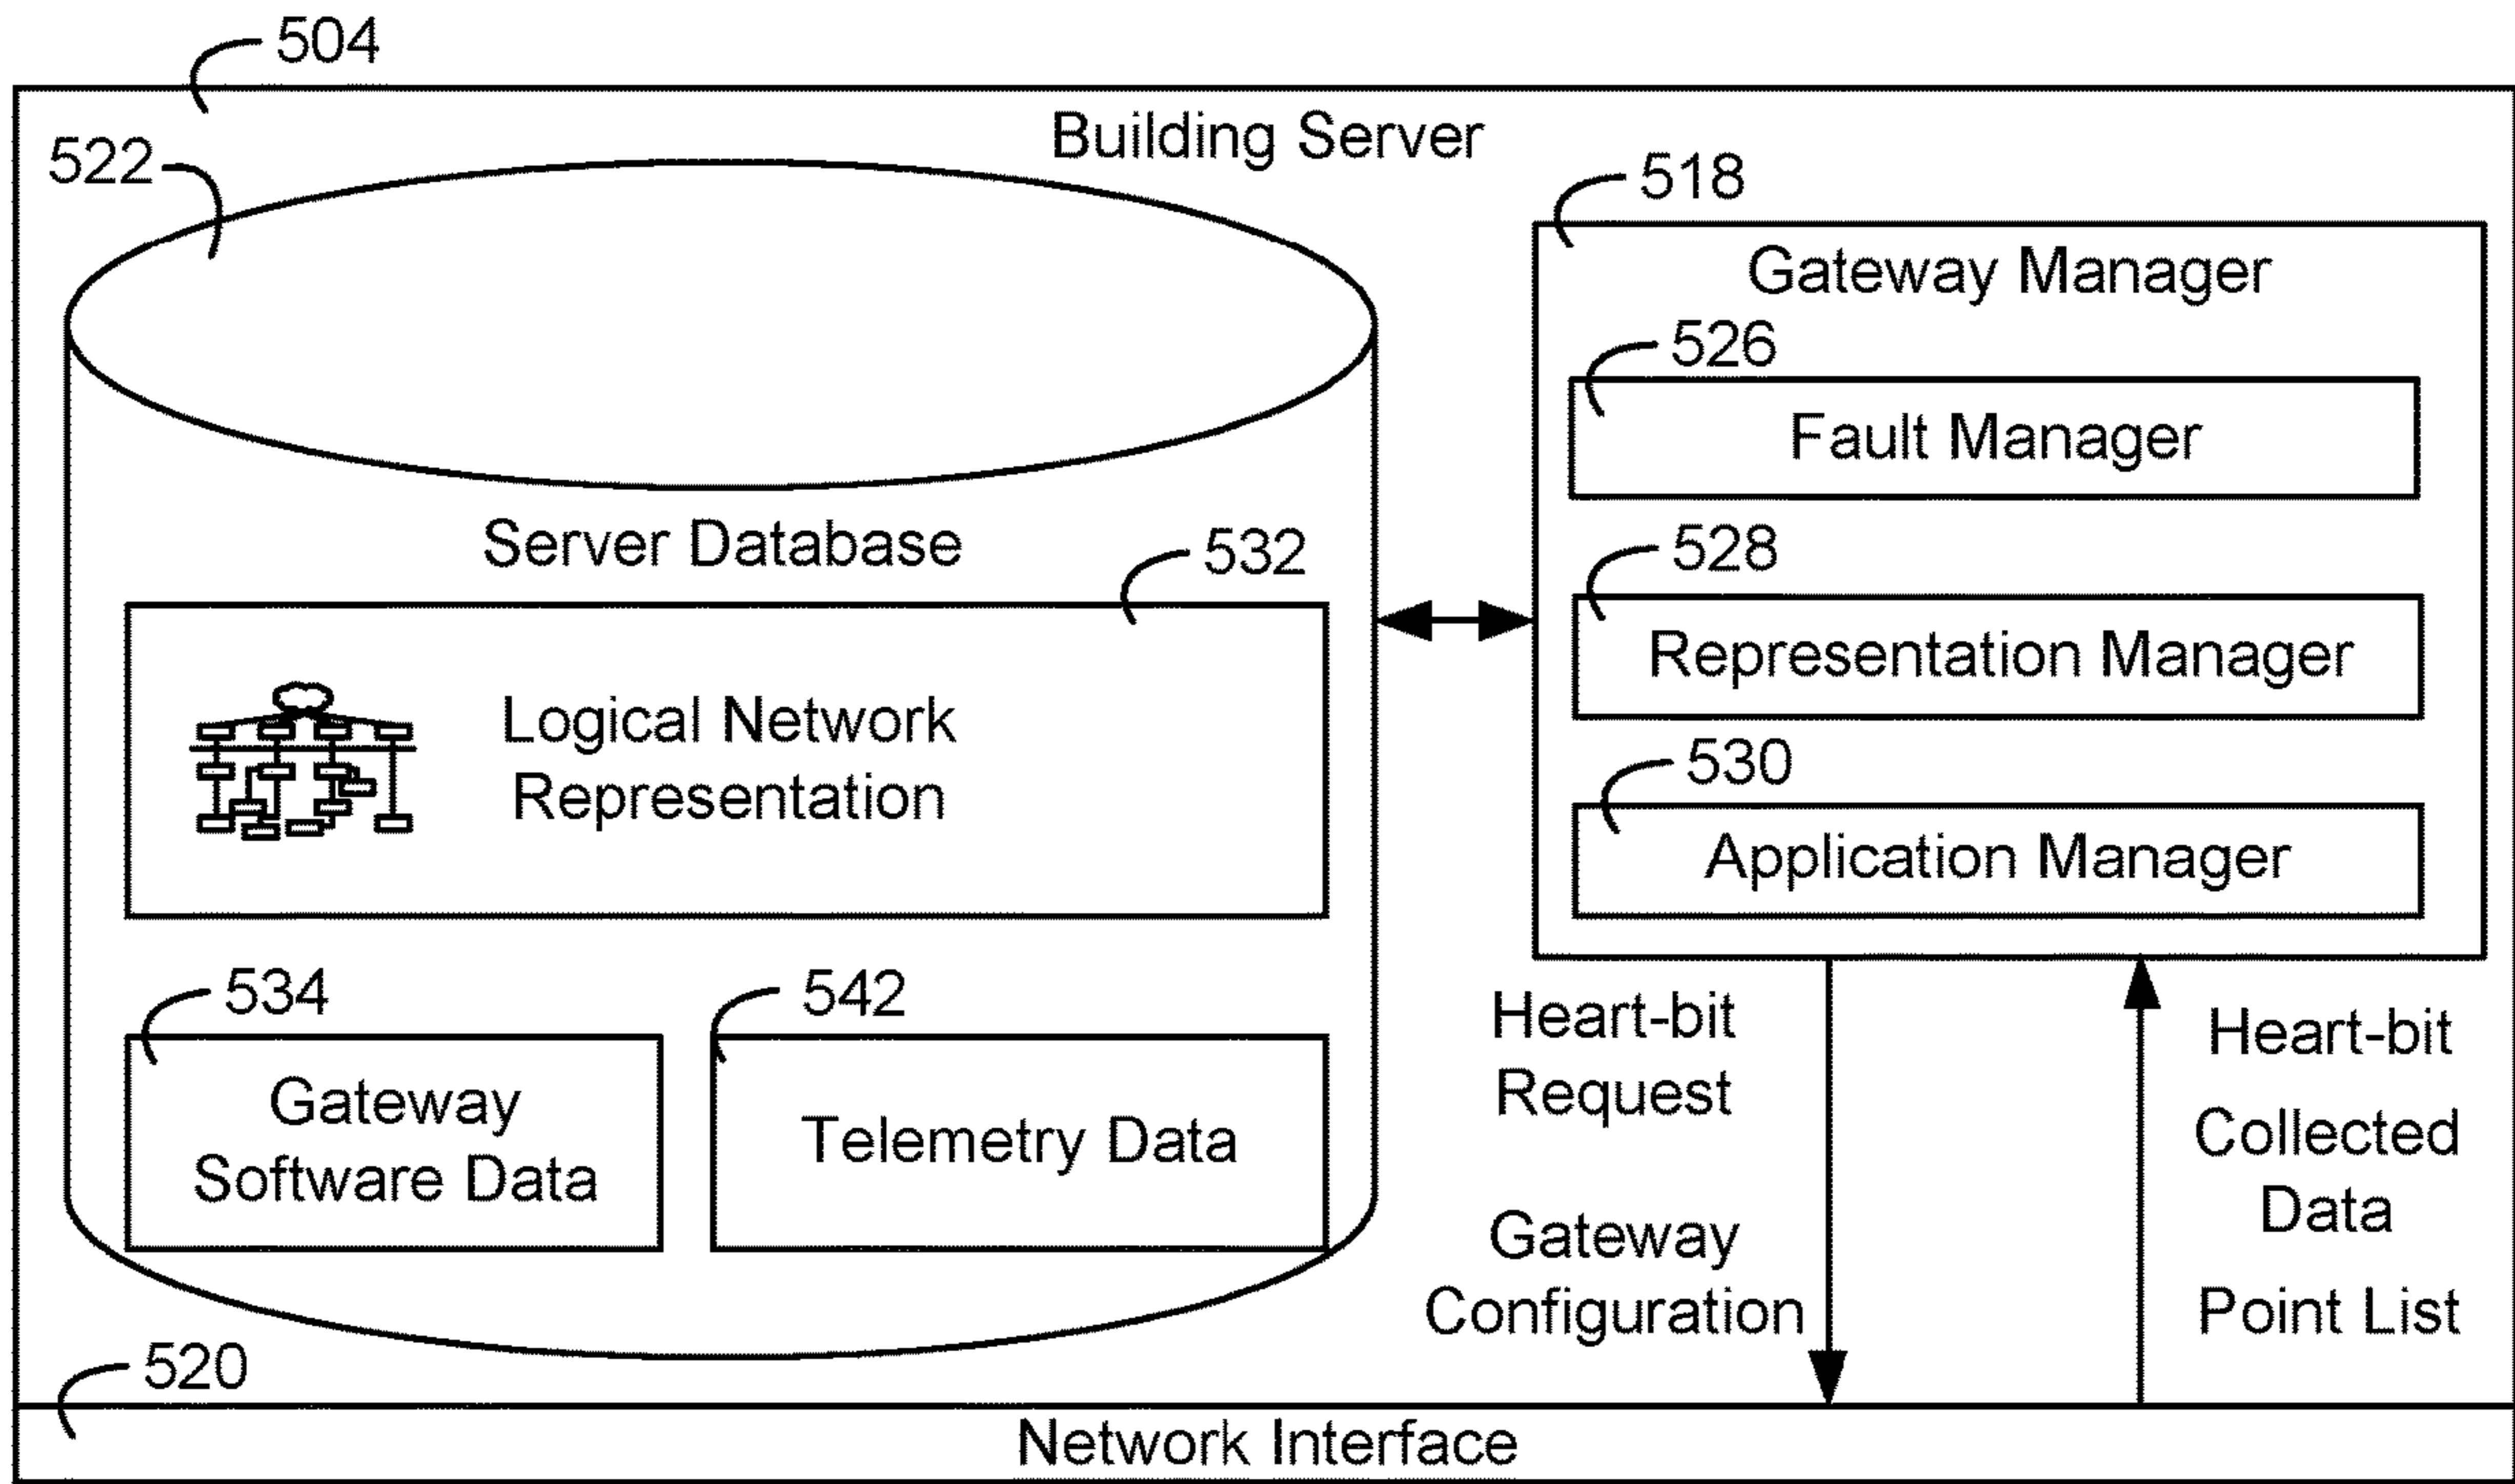 504
Building Server
522
518
Gateway Manager
526
Fault Manager
Server Database
532
528
Representation Manager
Logical Network
Representation
530
Application Manager
534
542
Gateway
Software Data
Telemetry Data
Heart-bit
Request
Gateway
Configuration
Heart-bit
Collected
Data
Point List
520
Network Interface